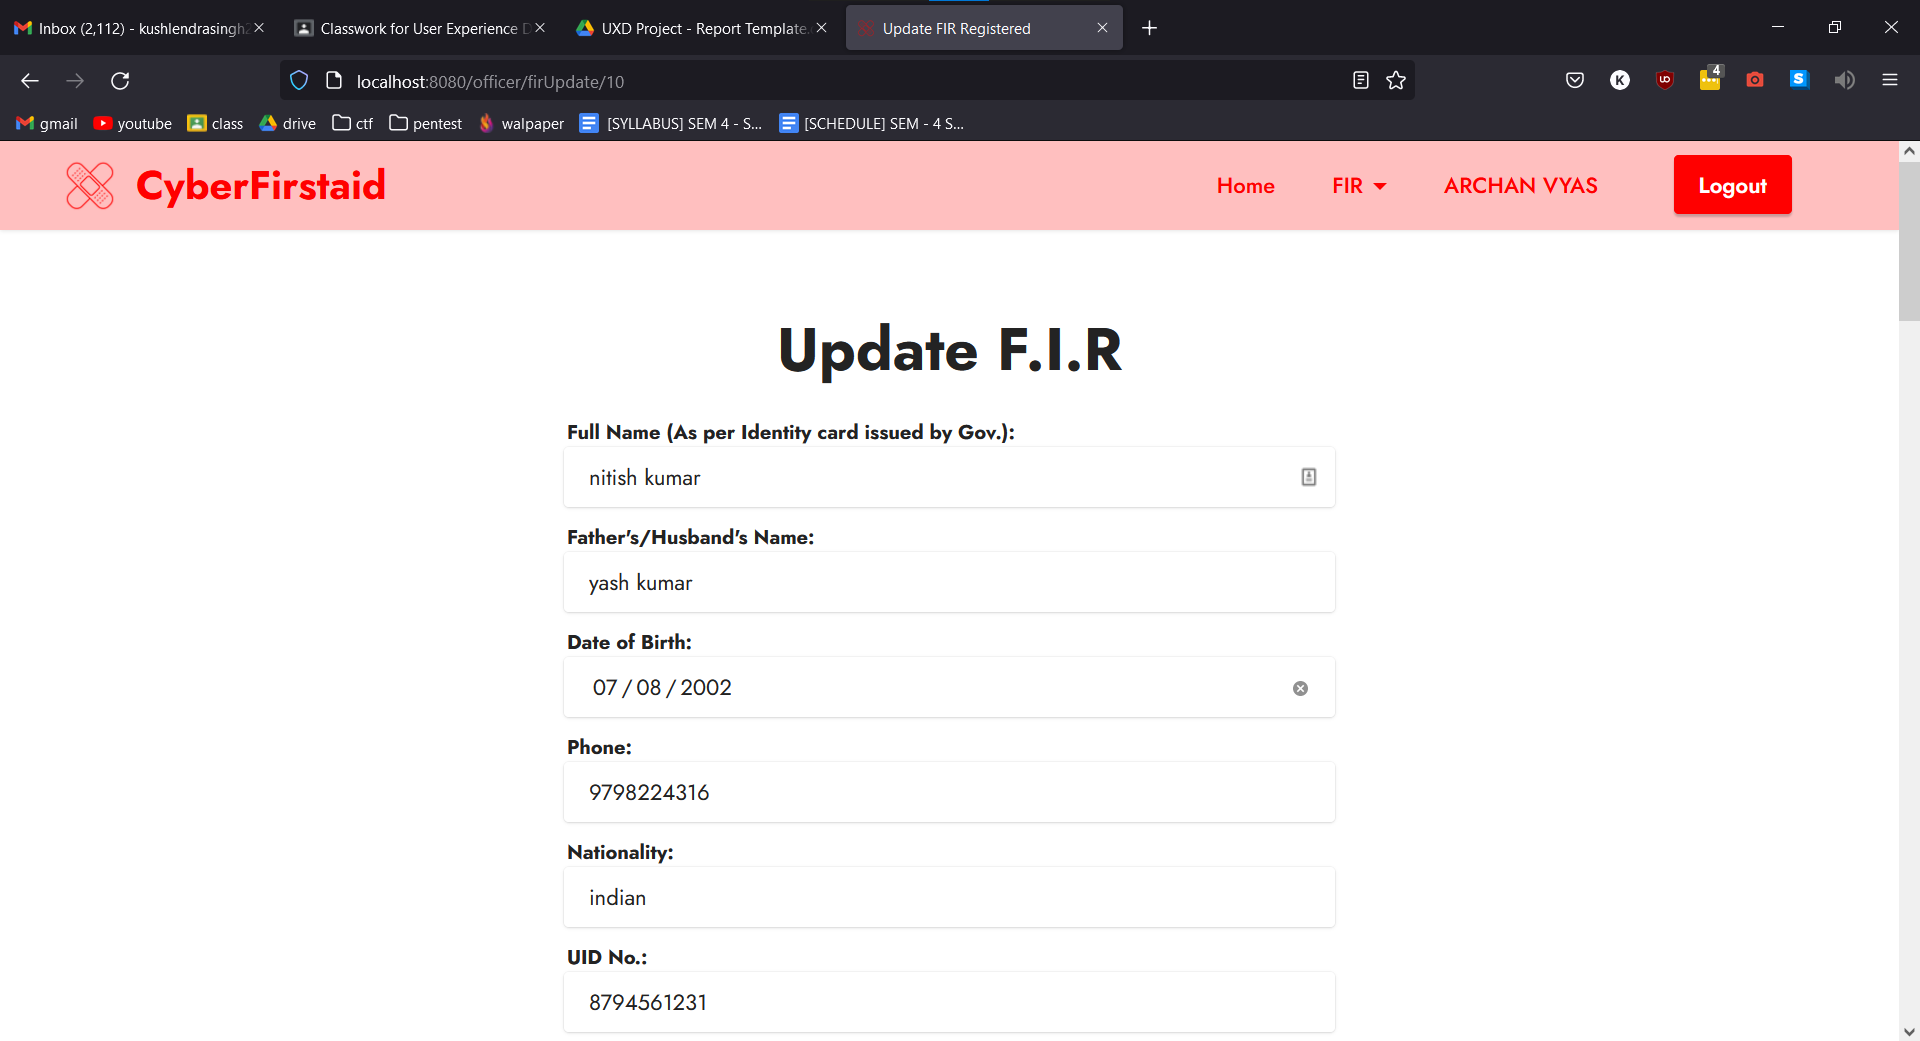 Inbox (2,112) - kushlendrasingh2
Classwork for User Experience D
UXD Project - Report Template.
Update FIR Registered
localhost:8080/officer/firUpdate/10
4
K
UO
S
gmail
youtube
class
drive
ctf
pentest
walpaper
[SYLLABUS] SEM 4 - S...
[SCHEDULE] SEM - 4 S...
CyberFirstaid
Home
FIR
ARCHAN VYAS
Logout
Update F.I.R
Full Name (As per Identity card issued by Gov.):
nitish kumar
Father's/Husband's Name:
yash kumar
Date of Birth:
07 / 08 / 2002
Phone:
9798224316
Nationality:
indian
UID No.:
8794561231